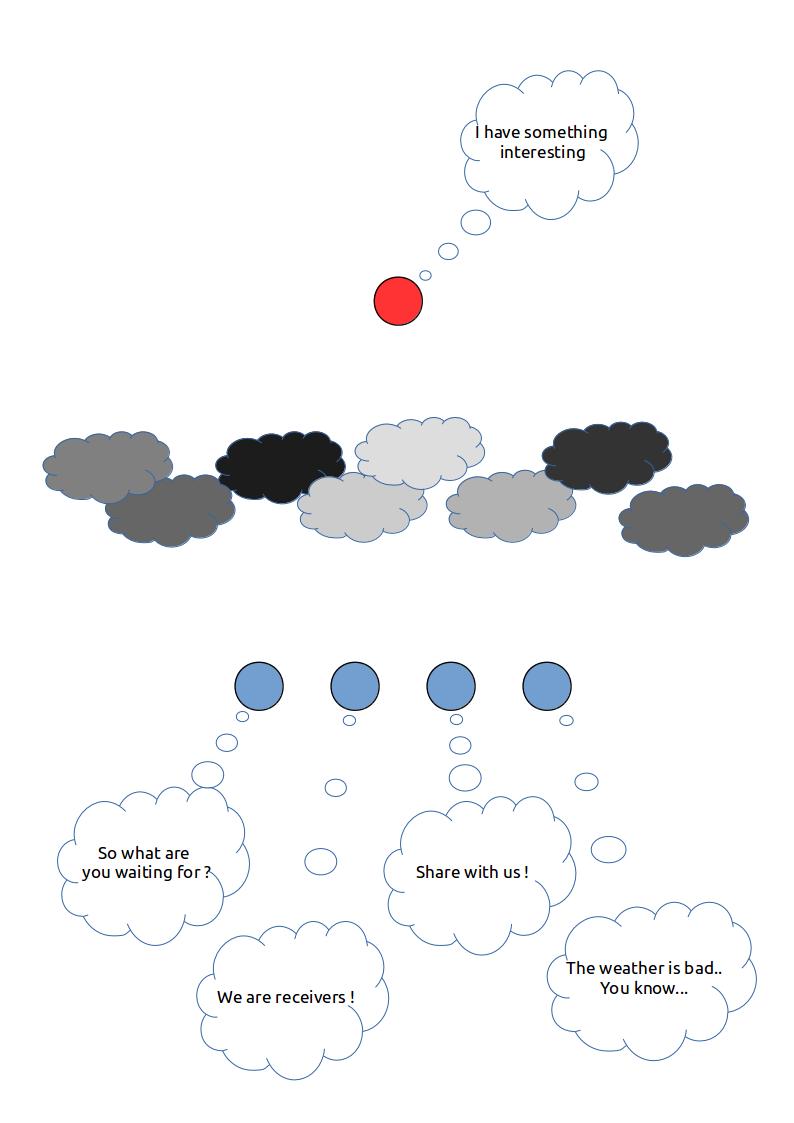 I have something
interesting
So what are
you waiting for ?
Share with us !
We are receivers !
The weather is bad..
You know...